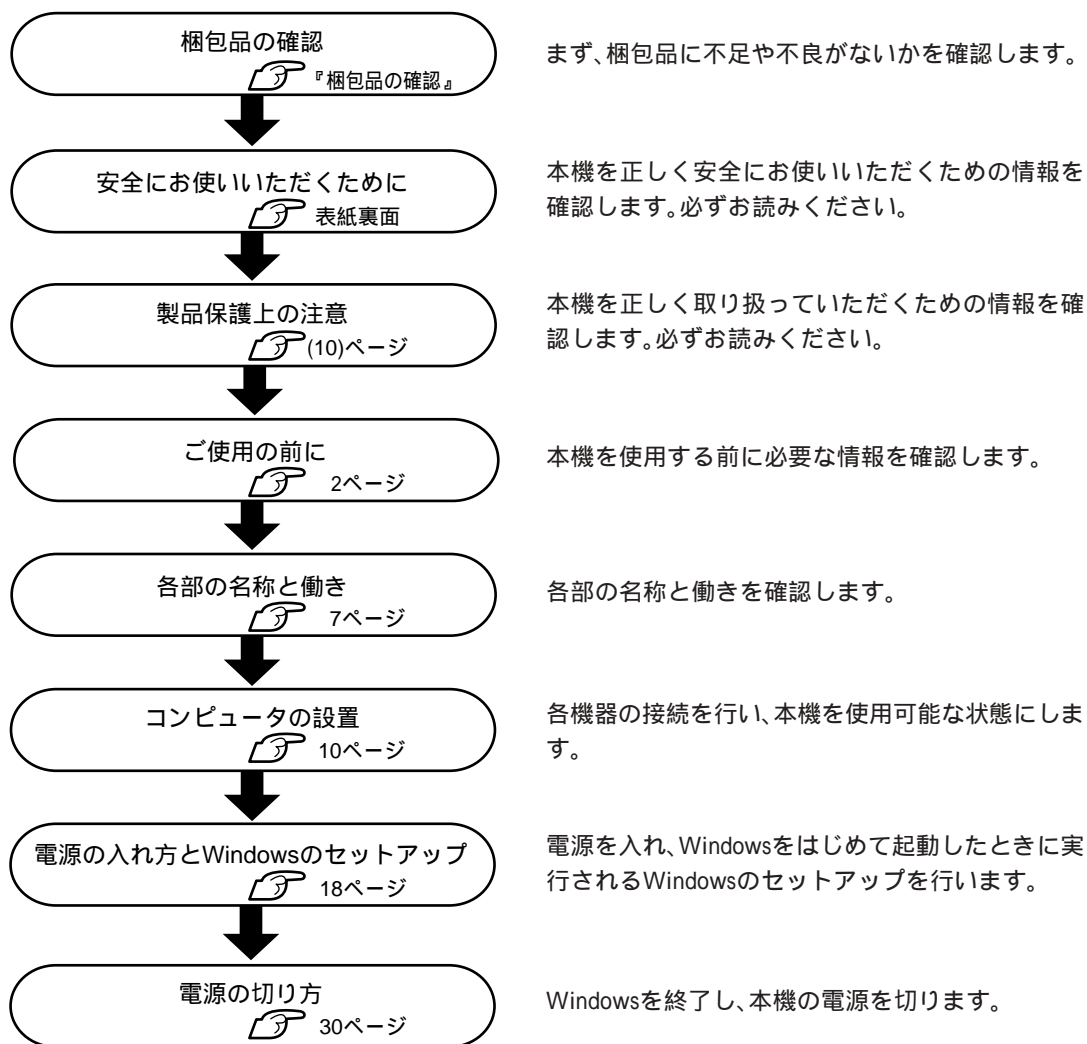 梱包品の確認
『梱包品の確認』
まず、梱包品に不足や不良がないかを確認します。
安全にお使いいただくために
表紙裏面
本機を正しく安全にお使いいただくための情報を
確認します。必ずお読みください。
製品保護上の注意
(10)ページ
本機を正しく取り扱っていただくための情報を確
認します。必ずお読みください。
ご使用の前に
2ページ
本機を使用する前に必要な情報を確認します。
各部の名称と働き
7ページ
各部の名称と働きを確認します。
コンピュータの設置
10ページ
各機器の接続を行い、本機を使用可能な状態にしま
す。
電源の入れ方とWindowsのセットアップ
18ページ
電源を入れ、Windowsをはじめて起動したときに実
行されるWindowsのセットアップを行います。
電源の切り方
30ページ
Windowsを終了し、本機の電源を切ります。